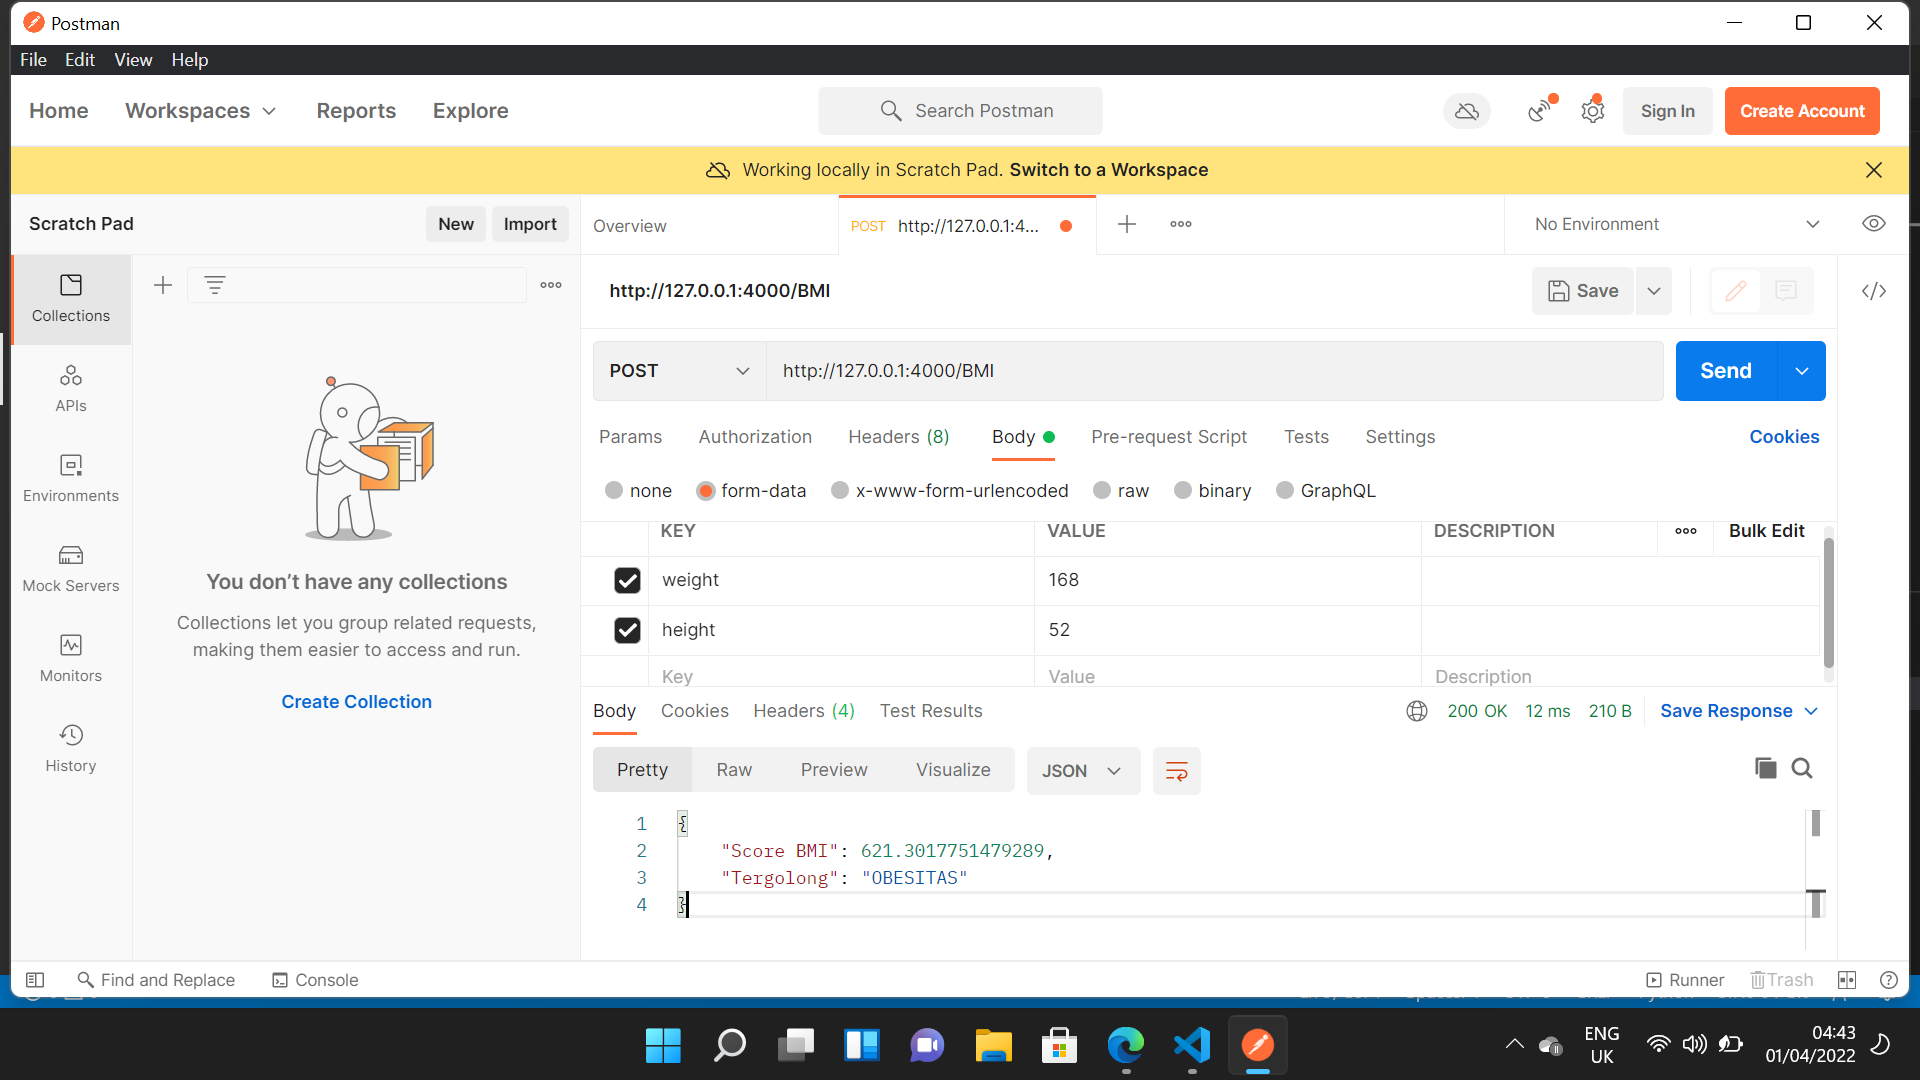 Postman
File Edit View Help
Home Workspaces Reports Explore Search Postman Sign In Create Account
Working locally in Scratch Pad. Switch to a Workspace
Scratch Pad New Import Overview POST http://127.0.0.1:4... No Environment
http://127.0.0.1:4000/BMI Save
Collections
POST http://127.0.0.1:4000/BMI Send
APIs
Params Authorization Headers (8) Body Pre-request Script Tests Settings Cookies
Environments
none form-data x-www-form-urlencoded raw binary GraphQL
KEY VALUE DESCRIPTION Bulk Edit
Mock Servers
You don't have any collections
weight 168
Collections let you group related requests,
making them easier to access and run.
height 52
Monitors
Key Value Description
Create Collection
Body Cookies Headers (4) Test Results 200 OK 12 ms 210 B Save Response
History
Pretty Raw Preview Visualize JSON
1 {
2 "Score BMI": 621.3017751479289,
3 "Tergolong": "OBESITAS"
4 }
Find and Replace Console Runner Trash
ENG
UK
04:43
01/04/2022